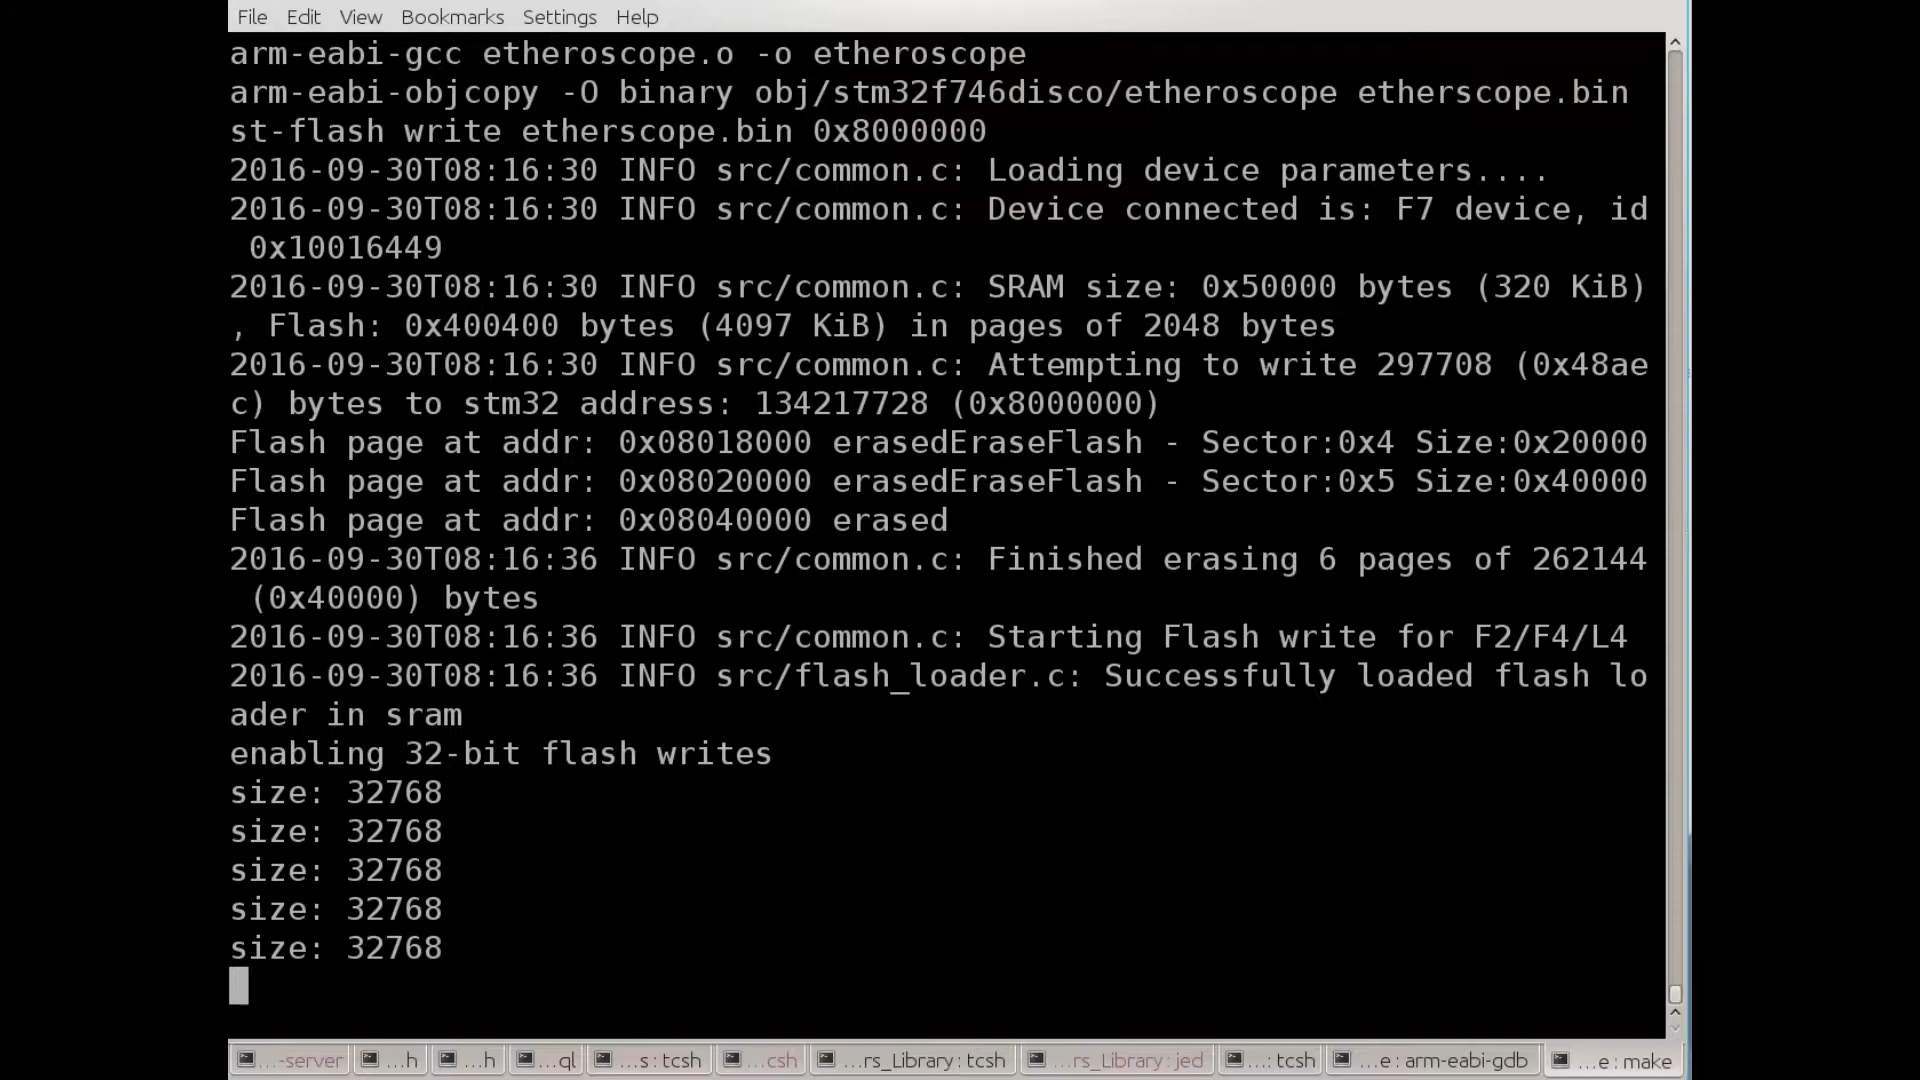 File Edit View Bookmarks Settings Help
arm-eabi-gcc etheroscope.o -o etheroscope
arm-eabi-objcopy -O binary obj/stm32f746disco/etheroscope etherscope.bin
st-flash write etherscope.bin 0x8000000
2016-09-30T08:16:30 INFO src/common.c: Loading device parameters....
2016-09-30T08:16:30 INFO src/common.c: Device connected is: F7 device, id
 0x10016449
2016-09-30T08:16:30 INFO src/common.c: SRAM size: 0x50000 bytes (320 KiB)
, Flash: 0x400400 bytes (4097 KiB) in pages of 2048 bytes
2016-09-30T08:16:30 INFO src/common.c: Attempting to write 297708 (0x48ae
c) bytes to stm32 address: 134217728 (0x8000000)
Flash page at addr: 0x08018000 erasedEraseFlash - Sector:0x4 Size:0x20000
Flash page at addr: 0x08020000 erasedEraseFlash - Sector:0x5 Size:0x40000
Flash page at addr: 0x08040000 erased
2016-09-30T08:16:36 INFO src/common.c: Finished erasing 6 pages of 262144
 (0x40000) bytes
2016-09-30T08:16:36 INFO src/common.c: Starting Flash write for F2/F4/L4
2016-09-30T08:16:36 INFO src/flash_loader.c: Successfully loaded flash lo
ader in sram
enabling 32-bit flash writes
size: 32768
size: 32768
size: 32768
size: 32768
size: 32768
...-server ...h ...h ...ql ...s : tcsh ...csh ...rs_Library : tcsh ...rs_Library : jed ...: tcsh ...e : arm-eabi-gdb ...e : make